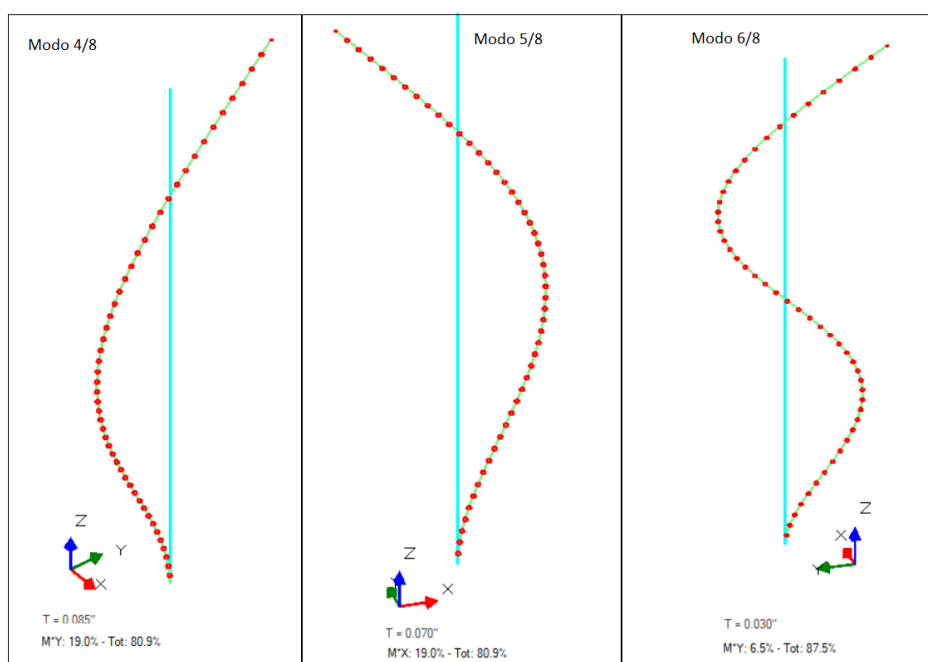 Modo 4/8
Z
Y
X
T = 0.085"
M*Y: 19.0% - Tot: 80.9%
Modo 5/8
Z
X
T = 0.070"
M*X: 19.0% - Tot: 80.9%
Modo 6/8
Z
X
Y
T = 0.030"
M*Y: 6.5% - Tot: 87.5%